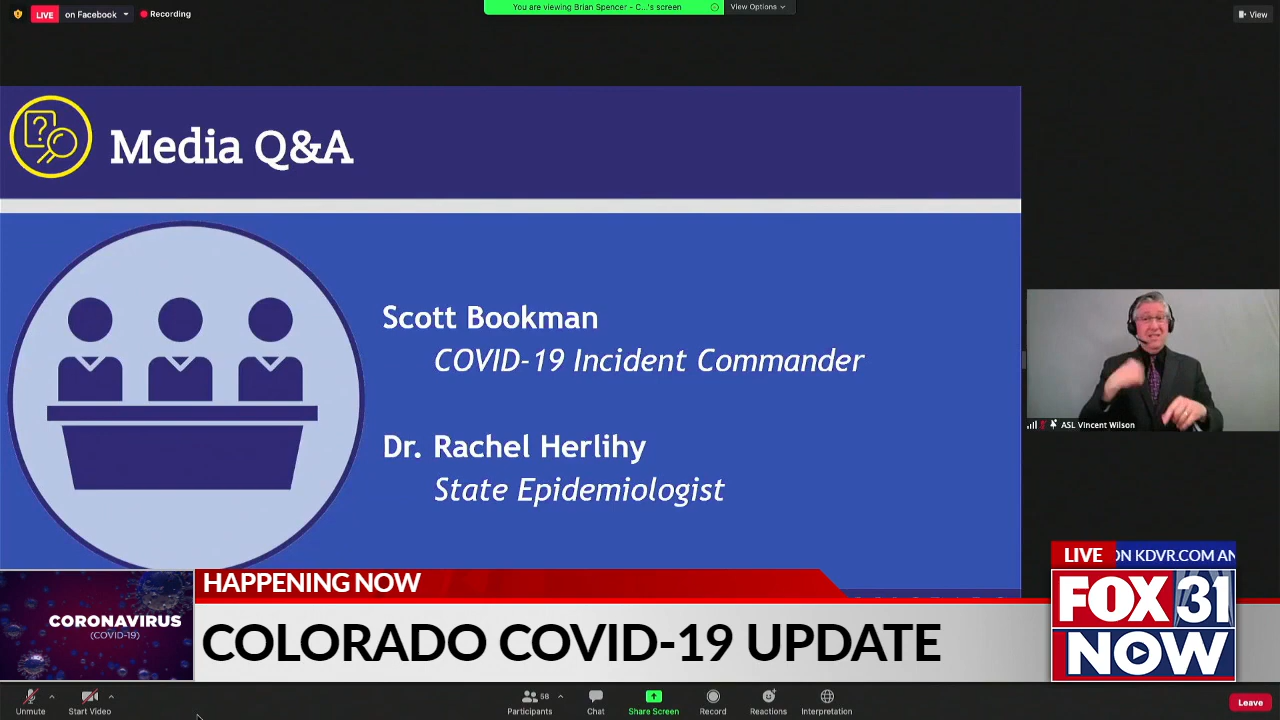 LIVE on Facebook Recording
You are viewing Brian Spencer - C...'s screen View Options
View
?
Media Q&A
Scott Bookman
COVID-19 Incident Commander
Dr. Rachel Herlihy
State Epidemiologist
ASL Vincent Wilson
LIVE ON KDVR.COM AN
FOX 31
NOW
HAPPENING NOW
CORONAVIRUS
(COVID-19)
COLORADO COVID-19 UPDATE
Unmute Start Video Participants 58 Chat Share Screen Record Reactions Interpretation Leave